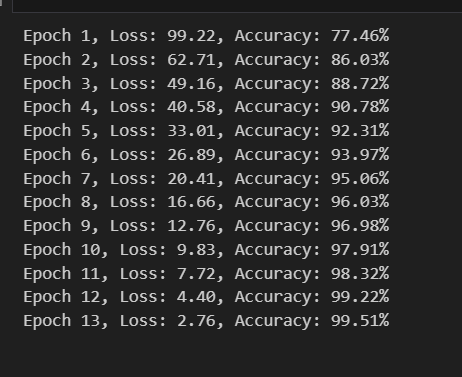 Epoch 1, Loss: 99.22, Accuracy: 77.46%
Epoch 2, Loss: 62.71, Accuracy: 86.03%
Epoch 3, Loss: 49.16, Accuracy: 88.72%
Epoch 4, Loss: 40.58, Accuracy: 90.78%
Epoch 5, Loss: 33.01, Accuracy: 92.31%
Epoch 6, Loss: 26.89, Accuracy: 93.97%
Epoch 7, Loss: 20.41, Accuracy: 95.06%
Epoch 8, Loss: 16.66, Accuracy: 96.03%
Epoch 9, Loss: 12.76, Accuracy: 96.98%
Epoch 10, Loss: 9.83, Accuracy: 97.91%
Epoch 11, Loss: 7.72, Accuracy: 98.32%
Epoch 12, Loss: 4.40, Accuracy: 99.22%
Epoch 13, Loss: 2.76, Accuracy: 99.51%